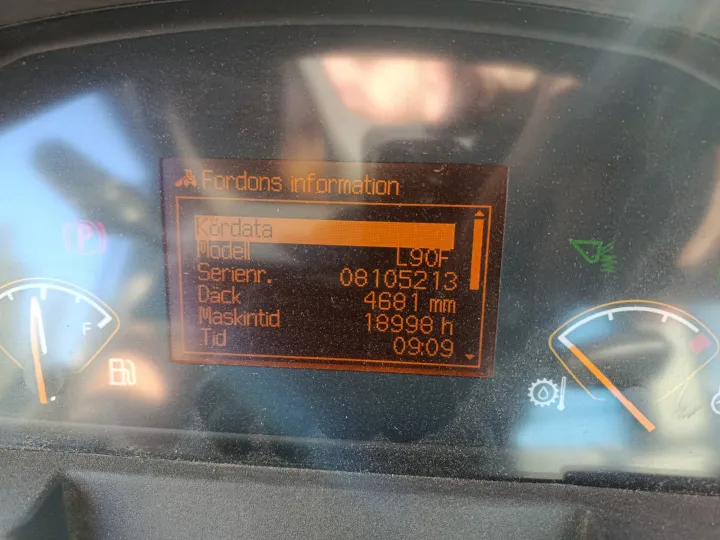 Fordons information
Kördata
Modell L90F
Serienr. 08105213
Däck 4681 mm
Maskintid 18998 h
Tid 09:09
P
F